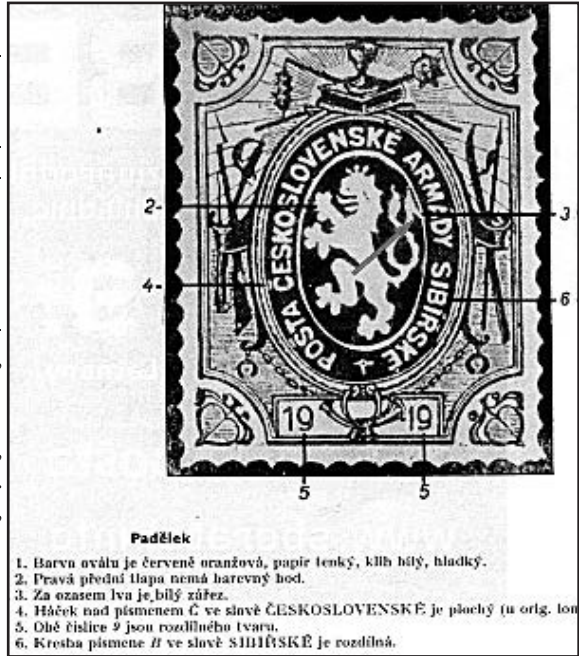 POŠTA ČESKOSLOVENSKÉ ARMÁDY SIBIŘSKÉ
2-
3
4-
6
19 19
5 5
Padělek
1. Barva oválu je červeně oranžová, papír tenký, klih bílý, hladký.
2. Pravá přední tlapa nemá barevný bod.
3. Za ocasem lva je bílý zářez.
4. Háček nad písmenem Č ve slově ČESKOSLOVENSKÉ je plochý (u orig.
5. Obě číslice 9 jsou rozdílného tvaru.
6. Kresba písmene B ve slově SIBIŘSKÉ je rozdílná.